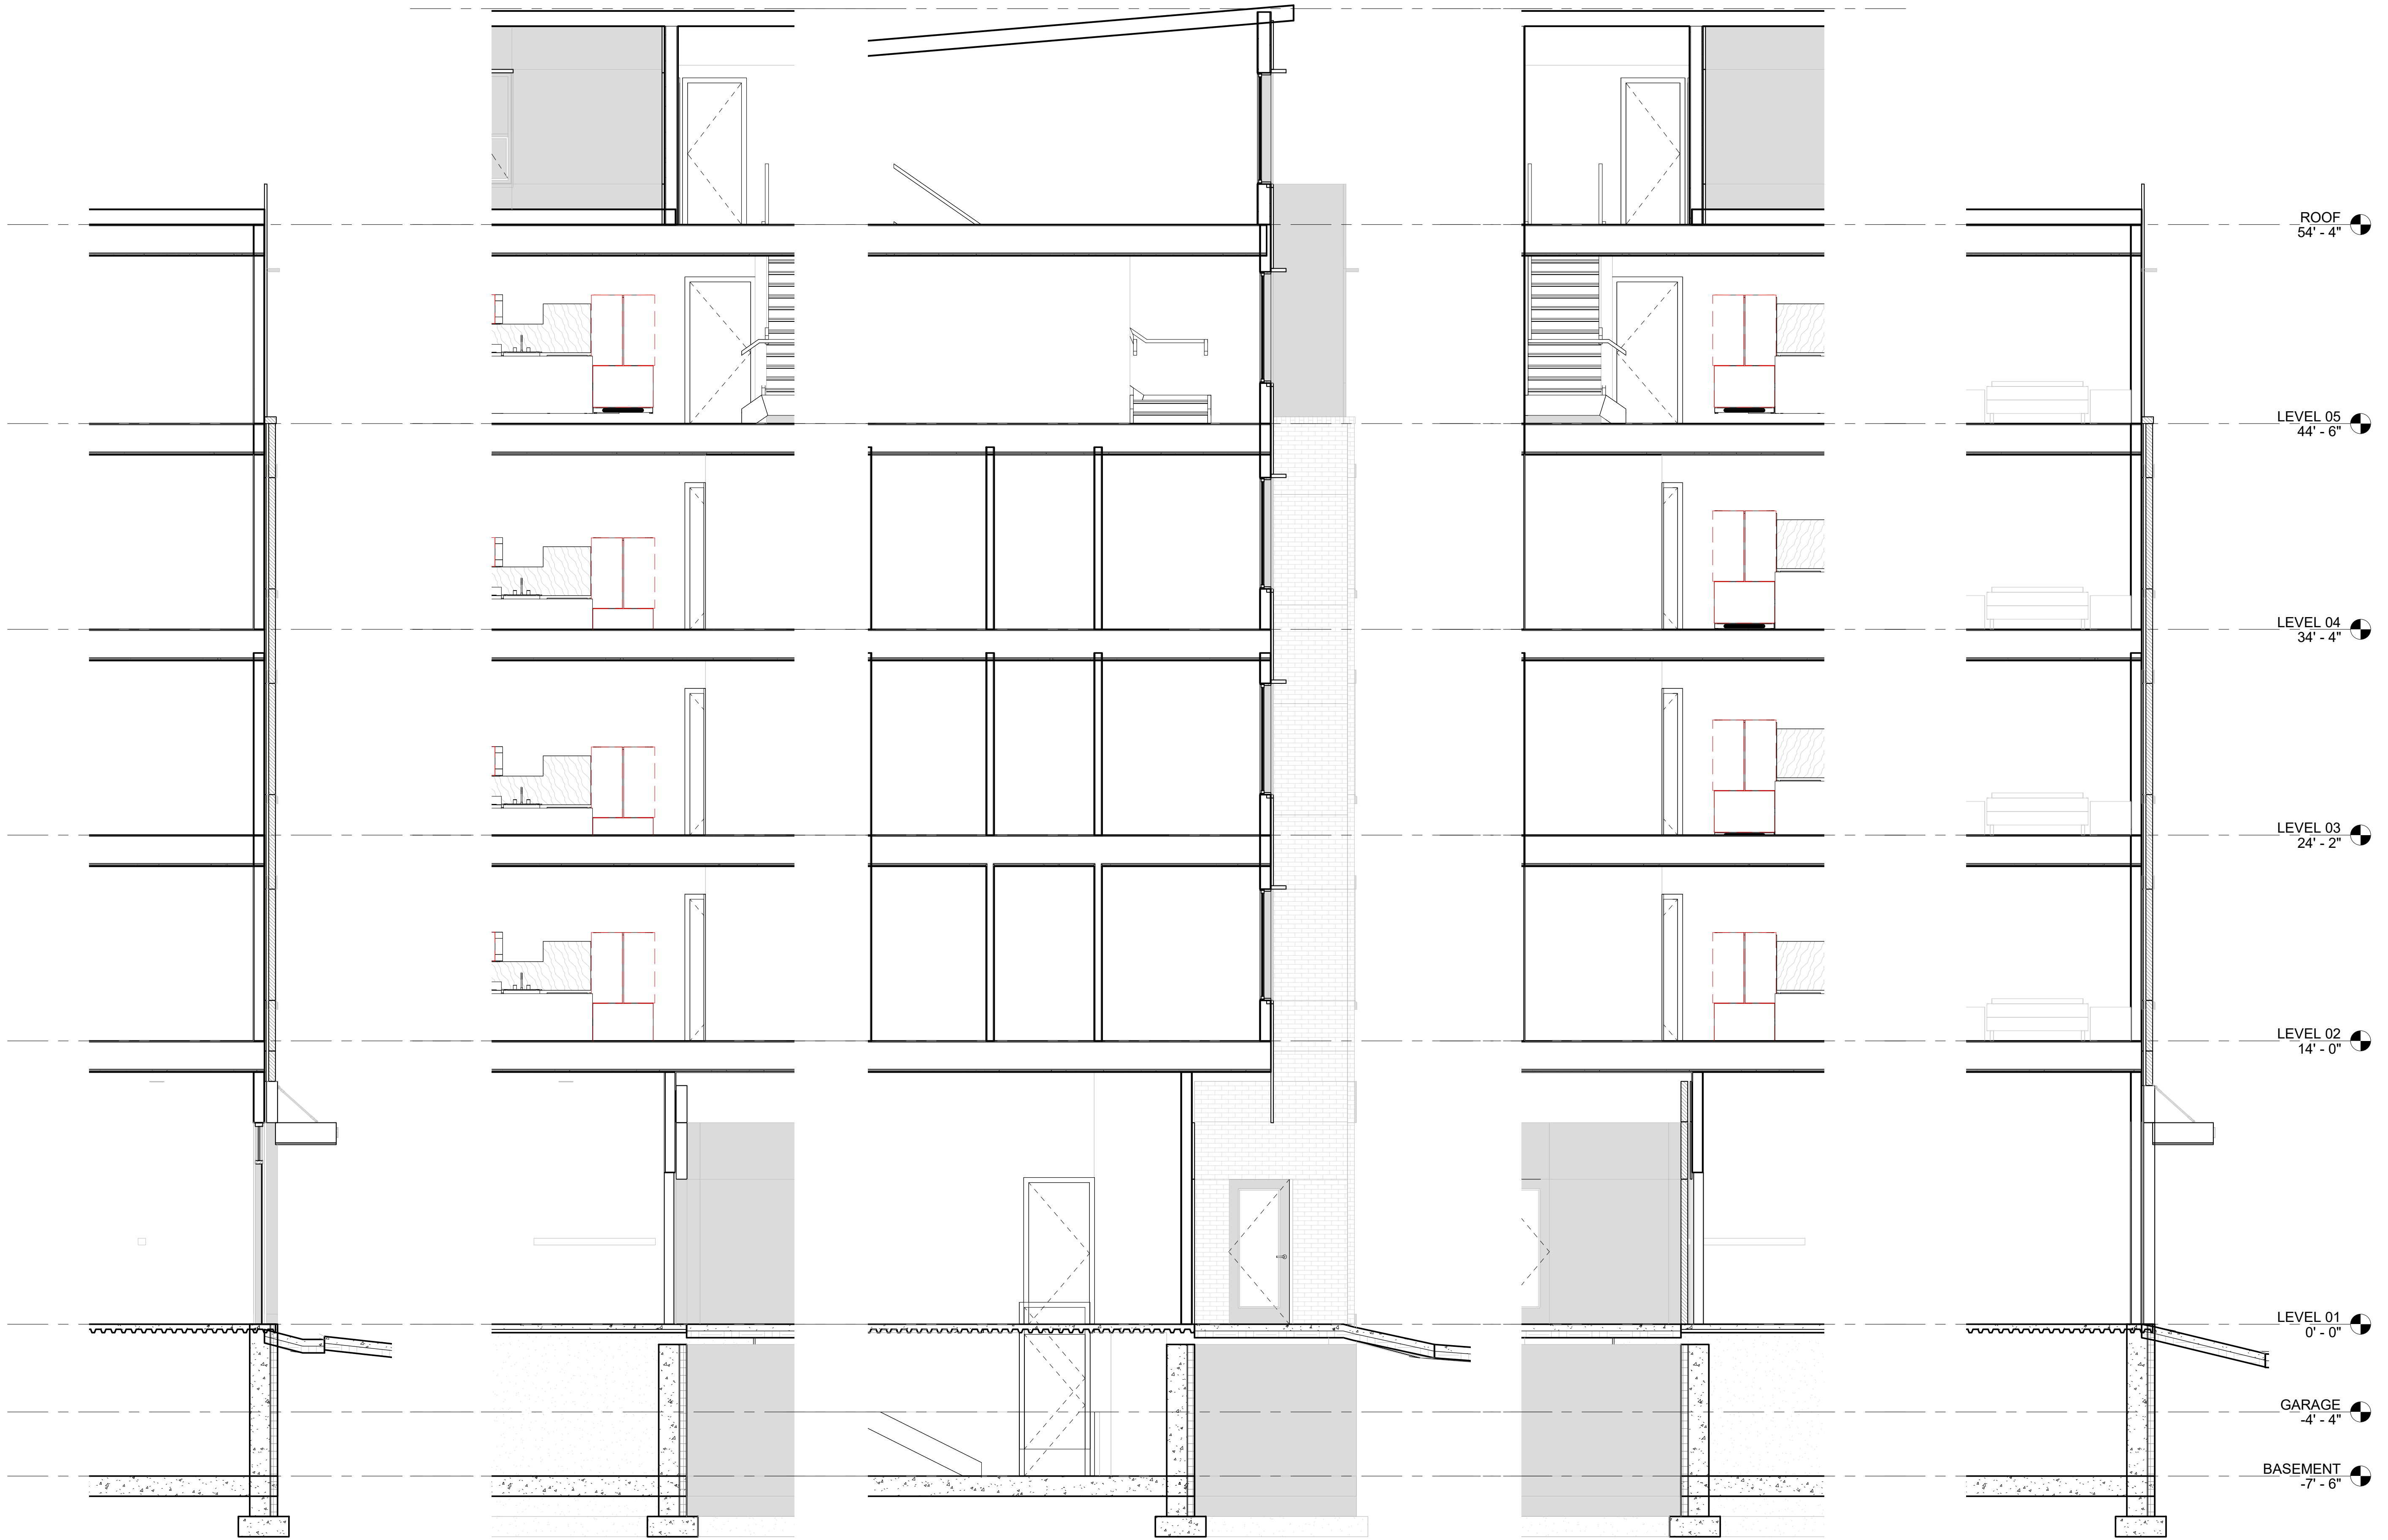 ROOF
54' - 4"
LEVEL 05
44' - 6"
LEVEL 04
34' - 4"
LEVEL 03
24' - 2"
LEVEL 02
14' - 0"
LEVEL 01
0' - 0"
GARAGE
-4' - 4"
BASEMENT
-7' - 6"